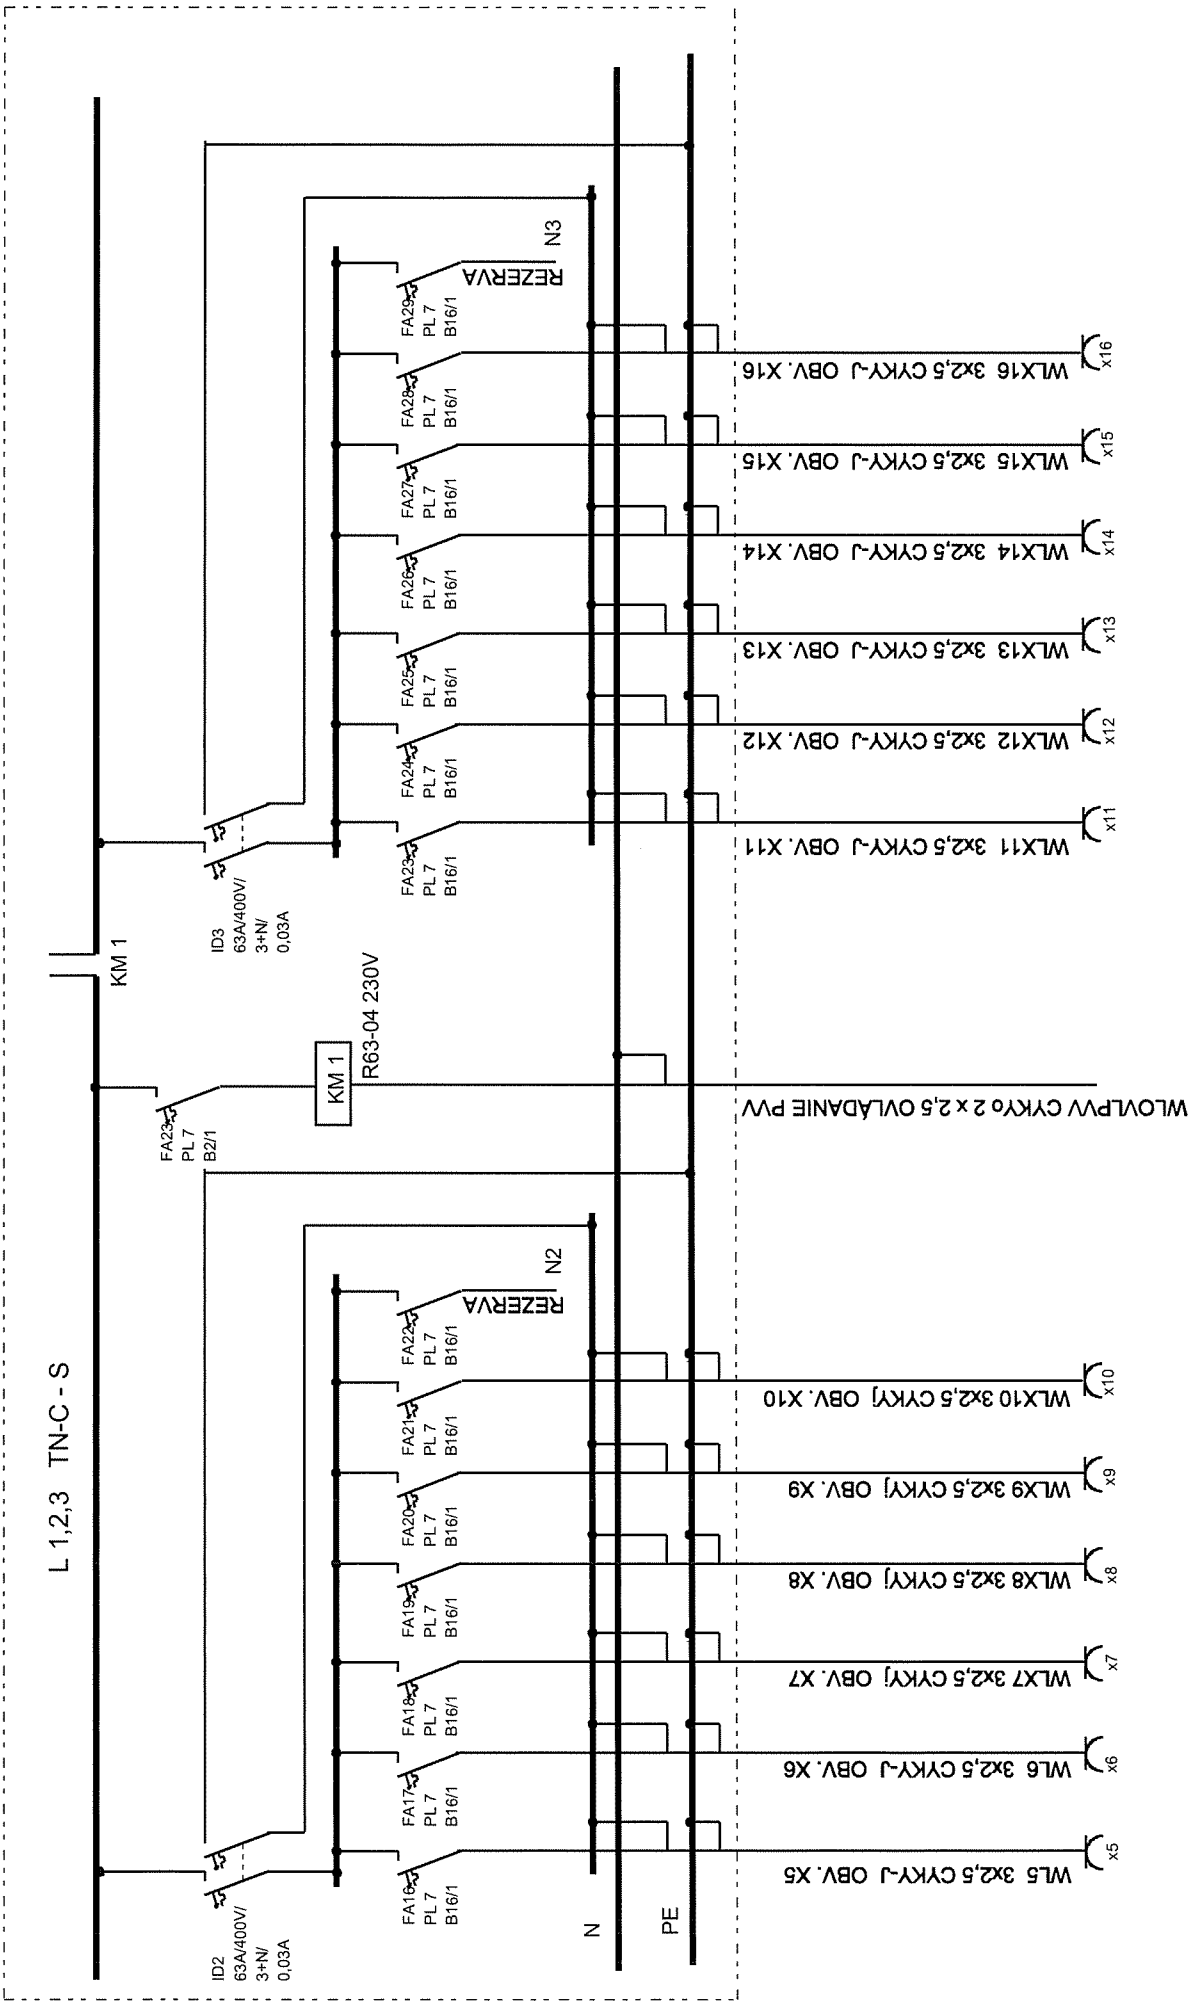 L 1,2,3 TN-C - S
ID2
63A/400V/
3+N/
0,03A
FA16
PL 7
B16/1
FA17
PL 7
B16/1
FA18
PL 7
B16/1
FA19
PL 7
B16/1
FA20
PL 7
B16/1
FA21
PL 7
B16/1
FA22
PL 7
B16/1
REZERVA
N2
FA23
PL 7
B2/1
KM 1
R63-04 230V
KM 1
ID3
63A/400V/
3+N/
0,03A
FA23
PL 7
B16/1
FA24
PL 7
B16/1
FA25
PL 7
B16/1
FA26
PL 7
B16/1
FA27
PL 7
B16/1
FA28
PL 7
B16/1
FA29
PL 7
B16/1
REZERVA
N3
N
PE
WL5 3x2,5 CYKY-J OBV. X5
WL6 3x2,5 CYKY-J OBV. X6
WLX7 3x2,5 CYKYj OBV. X7
WLX8 3x2,5 CYKYj OBV. X8
WLX9 3x2,5 CYKYj OBV. X9
WLX10 3x2,5 CYKYj OBV. X10
WLOVLPVV CYKYo 2 x 2,5 OVLÁDANIE PVV
WLX11 3x2,5 CYKY-J OBV. X11
WLX12 3x2,5 CYKY-J OBV. X12
WLX13 3x2,5 CYKY-J OBV. X13
WLX14 3x2,5 CYKY-J OBV. X14
WLX15 3x2,5 CYKY-J OBV. X15
WLX16 3x2,5 CYKY-J OBV. X16
x5
x6
x7
x8
x9
x10
x11
x12
x13
x14
x15
x16